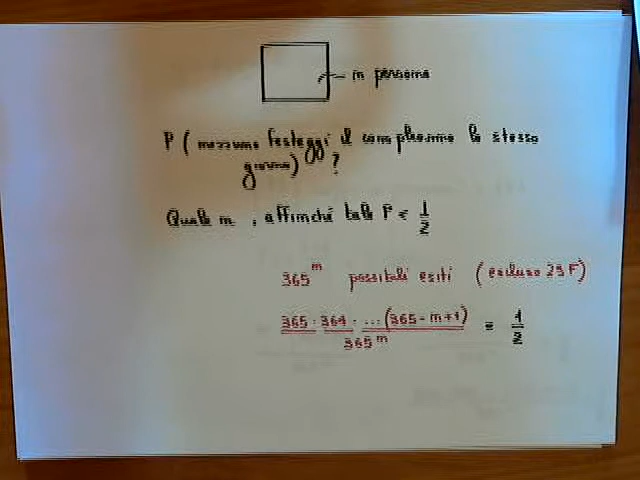 n persone
P ( nessuno festeggi il compleanno lo stesso
giorno) ?
Quale n , affinché tale P < 1/2
365^n possibili esiti (escluso 29 F)
365 · 364 · ... (365 - n + 1) / 365^n = 1/2